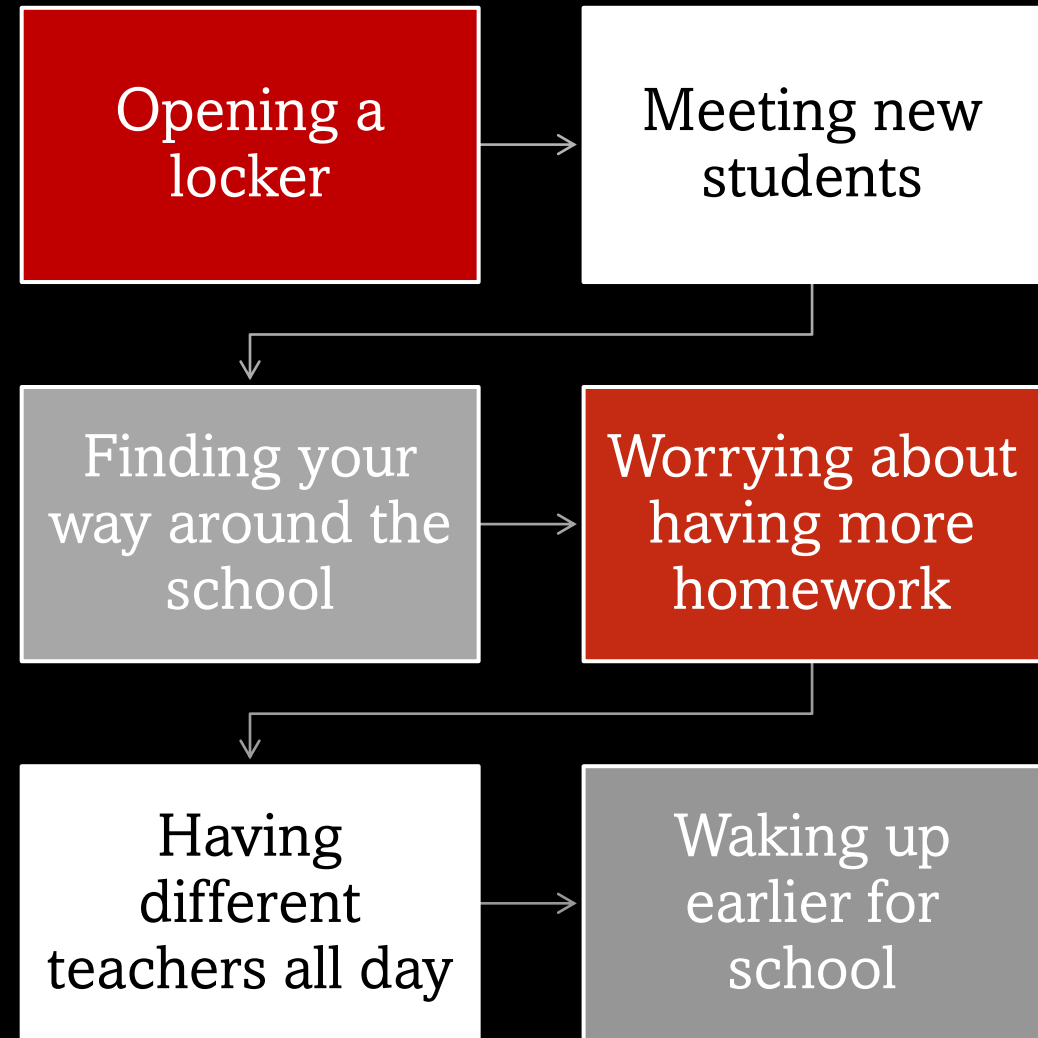 Opening a
locker
Meeting new
students
Finding your
way around the
school
Worrying about
having more
homework
Having
different
teachers all day
Waking up
earlier for
school